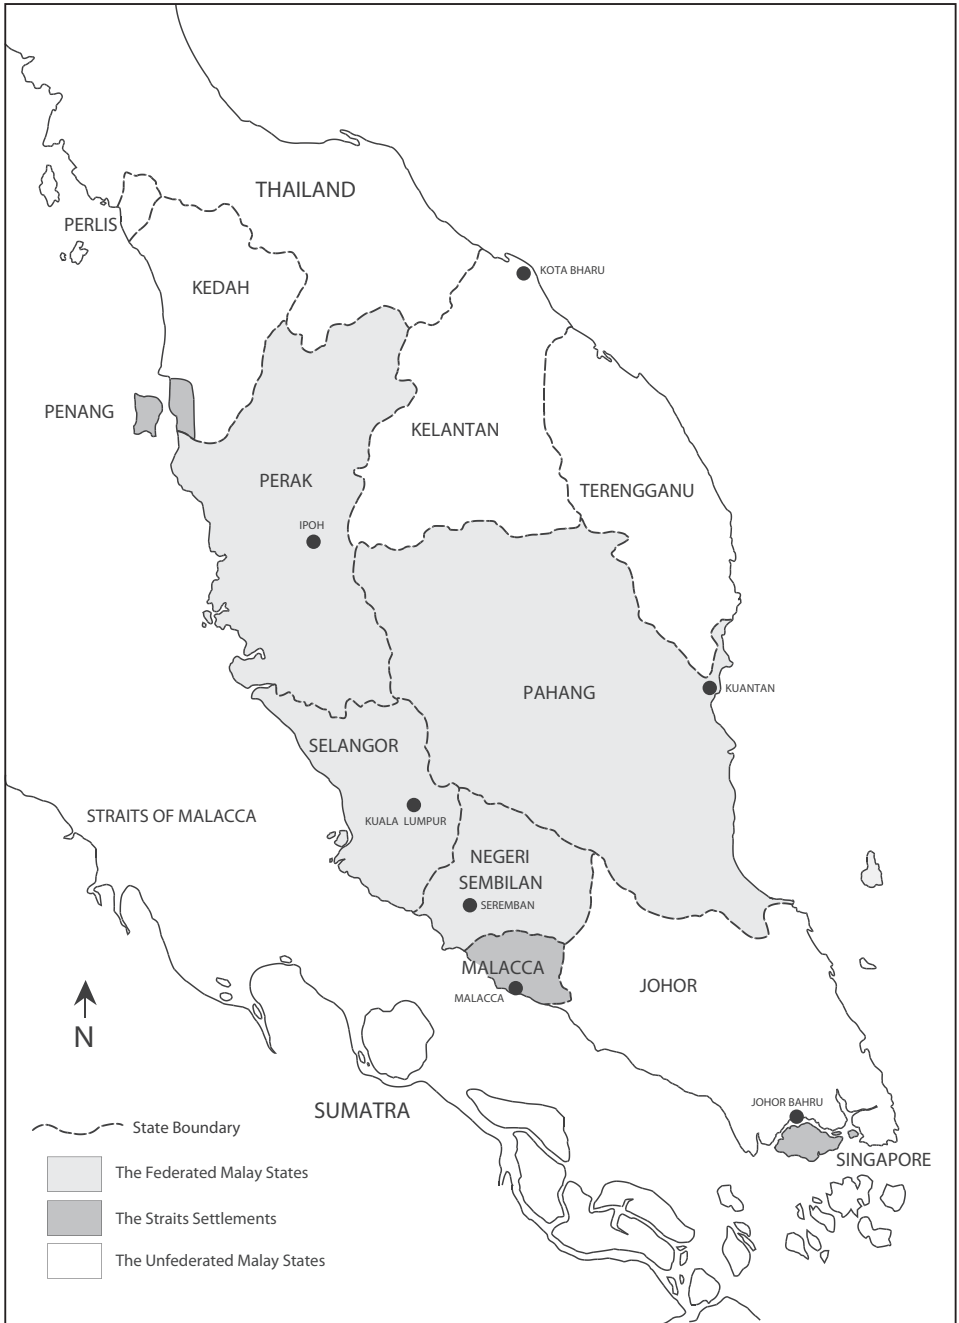 THAILAND
PERLIS
KOTA BHARU
KEDAH
PENANG
KELANTAN
PERAK
TERENGGANU
IPOH
PAHANG
KUANTAN
SELANGOR
STRAITS OF MALACCA
KUALA LUMPUR
NEGERI
SEMBILAN
SEREMBAN
MALACCA
JOHOR
MALACCA
N
JOHOR BAHRU
SUMATRA
State Boundary
SINGAPORE
The Federated Malay States
The Straits Settlements
The Unfederated Malay States